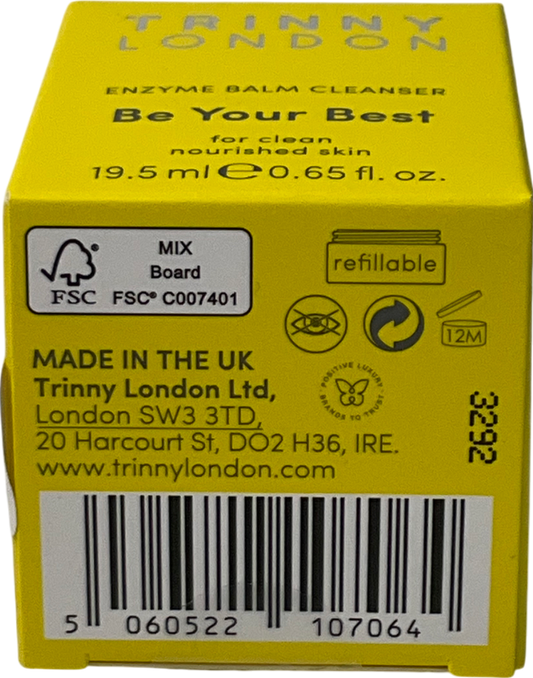 TRINNY
LONDON
ENZYME BALM CLEANSER
Be Your Best
for clean
nourished skin
19.5 ml ℮ 0.65 fl. oz.
MIX
Board
FSC® C007401
FSC
refillable
12M
MADE IN THE UK
Trinny London Ltd,
London SW3 3TD,
20 Harcourt St, DO2 H36, IRE.
www.trinnylondon.com
POSITIVE LUXURY
BRANDS TO TRUST
3292
5 060522 107064